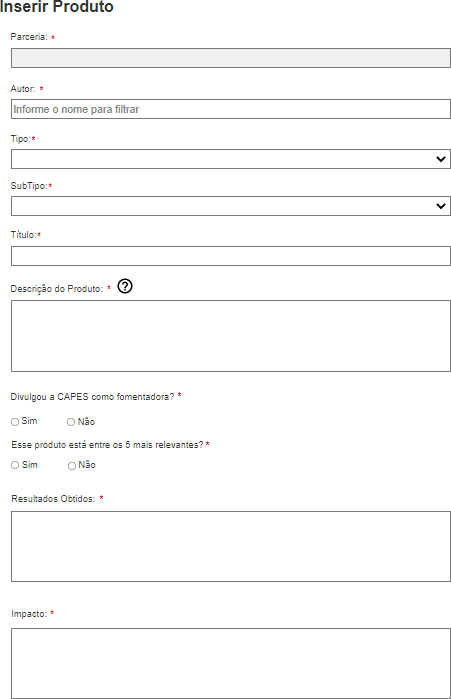 Inserir Produto
Parceria: *
Autor: *
Informe o nome para filtrar
Tipo:*
SubTipo:*
Título:*
Descrição do Produto: * ?
Divulgou a CAPES como fomentadora? *
Sim Não
Esse produto está entre os 5 mais relevantes? *
Sim Não
Resultados Obtidos: *
Impacto: *